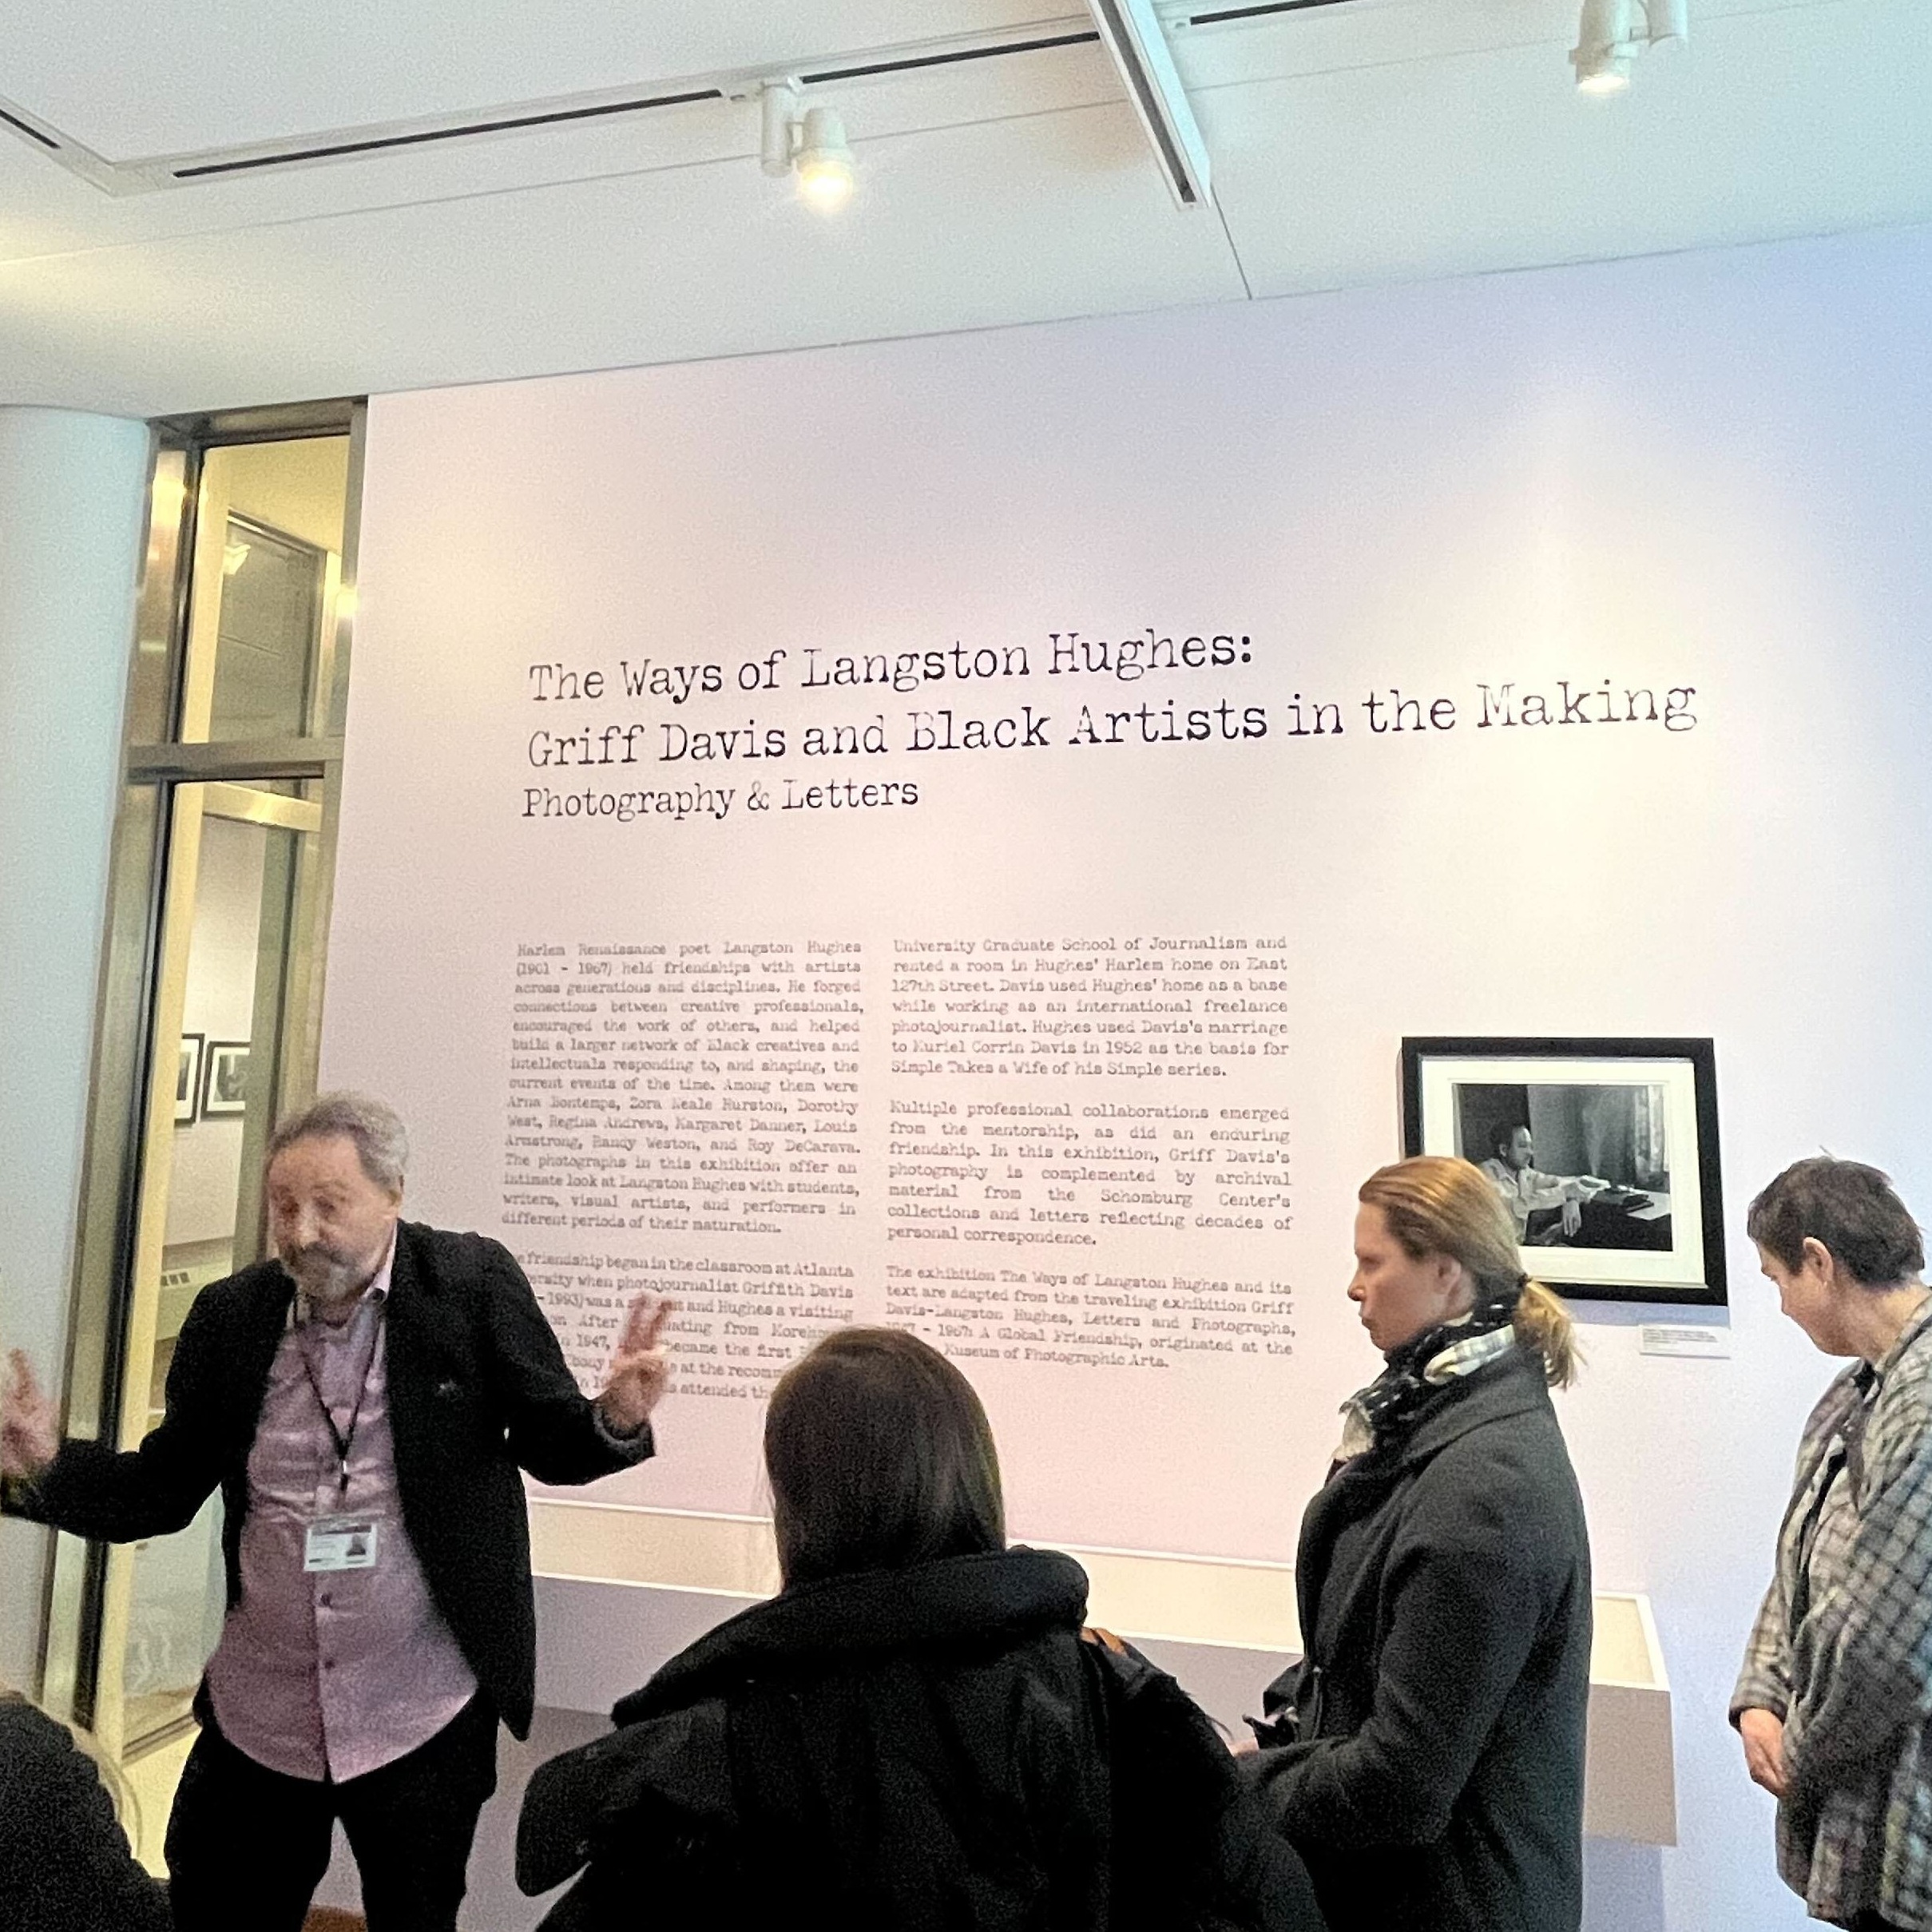 The Ways of Langston Hughes:
Griff Davis and Black Artists in the Making
Photography & Letters
Harlem Renaissance poet Langston Hughes
(1901 - 1967) held friendships with artists
across generations and disciplines. He forged
connections between creative professionals,
encouraged the work of others, and helped
build a larger network of Black creatives and
intellectuals responding to, and shaping, the
current events of the time. Among them were
Arna Bontemps, Zora Neale Hurston, Dorothy
West, Regina Andrews, Margaret Danner, Louis
Armstrong, Randy Weston, and Roy DeCarava.
The photographs in this exhibition offer an
intimate look at Langston Hughes with students,
writers, visual artists, and performers in
different periods of their maturation.
friendship began in the classroom at Atlanta
when photojournalist Griffith Davis
- 1993) was a and Hughes a visiting
After from
in 1947, became the first
at the
attended
University Graduate School of Journalism and
rented a room in Hughes' Harlem home on East
127th Street. Davis used Hughes' home as a base
while working as an international freelance
photojournalist. Hughes used Davis's marriage
to Muriel Corrin Davis in 1952 as the basis for
Simple Takes a Wife of his Simple series.
Multiple professional collaborations emerged
from the mentorship, as did an enduring
friendship. In this exhibition, Griff Davis's
photography is complemented by archival
material from the Schomburg Center's
collections and letters reflecting decades of
personal correspondence.
The exhibition The Ways of Langston Hughes and its
text are adapted from the traveling exhibition Griff
Davis-Langston Hughes, Letters and Photographs,
- 1967: A Global Friendship, originated at the
Museum of Photographic Arts.